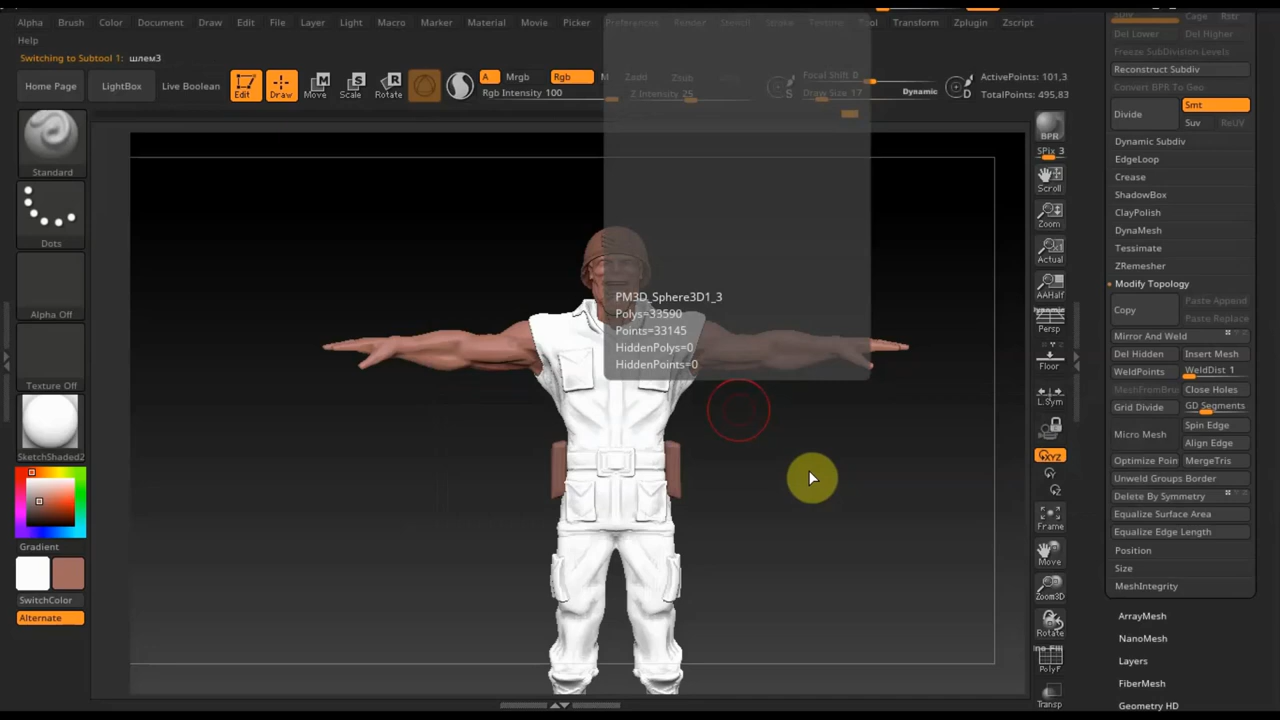 Alpha Brush Color Document Draw Edit File Layer Light Macro Marker Material Movie Picker Preferences Render Stencil Stroke Texture Tool Transform Zplugin Zscript
Help
Switching to Subtool 1: шлем3
Home Page
LightBox
Live Boolean
Edit
Draw
Move
Scale
Rotate
A
Mrgb
Rgb
M
Zadd
Zsub
Rgb Intensity 100
Z Intensity 25
S
Focal Shift 0
Draw Size 17
Dynamic
D
ActivePoints: 101,3
TotalPoints: 495,83
Standard
Dots
Alpha Off
Texture Off
SketchShaded2
Gradient
SwitchColor
Alternate
PM3D_Sphere3D1_3
Polys=33590
Points=33145
HiddenPolys=0
HiddenPoints=0
BPR
SPix 3
Scroll
Zoom
Actual
AAHalf
Dynamic
Persp
Floor
L.Sym
XYZ
Y
Z
Frame
Move
Zoom3D
Rotate
Line Fill
PolyF
Transp
SDiv
Cage
Rstr
Del Lower
Del Higher
Freeze SubDivision Levels
Reconstruct Subdiv
Convert BPR To Geo
Divide
Smt
Suv
ReUV
Dynamic Subdiv
EdgeLoop
Crease
ShadowBox
ClayPolish
DynaMesh
Tessimate
ZRemesher
Modify Topology
Copy
Paste Append
Paste Replace
Mirror And Weld
Del Hidden
Insert Mesh
WeldPoints
WeldDist 1
MeshFromBrus
Close Holes
Grid Divide
GD Segments
Micro Mesh
Spin Edge
Align Edge
Optimize Poin
MergeTris
Unweld Groups Border
Delete By Symmetry
Equalize Surface Area
Equalize Edge Length
Position
Size
MeshIntegrity
ArrayMesh
NanoMesh
Layers
FiberMesh
Geometry HD